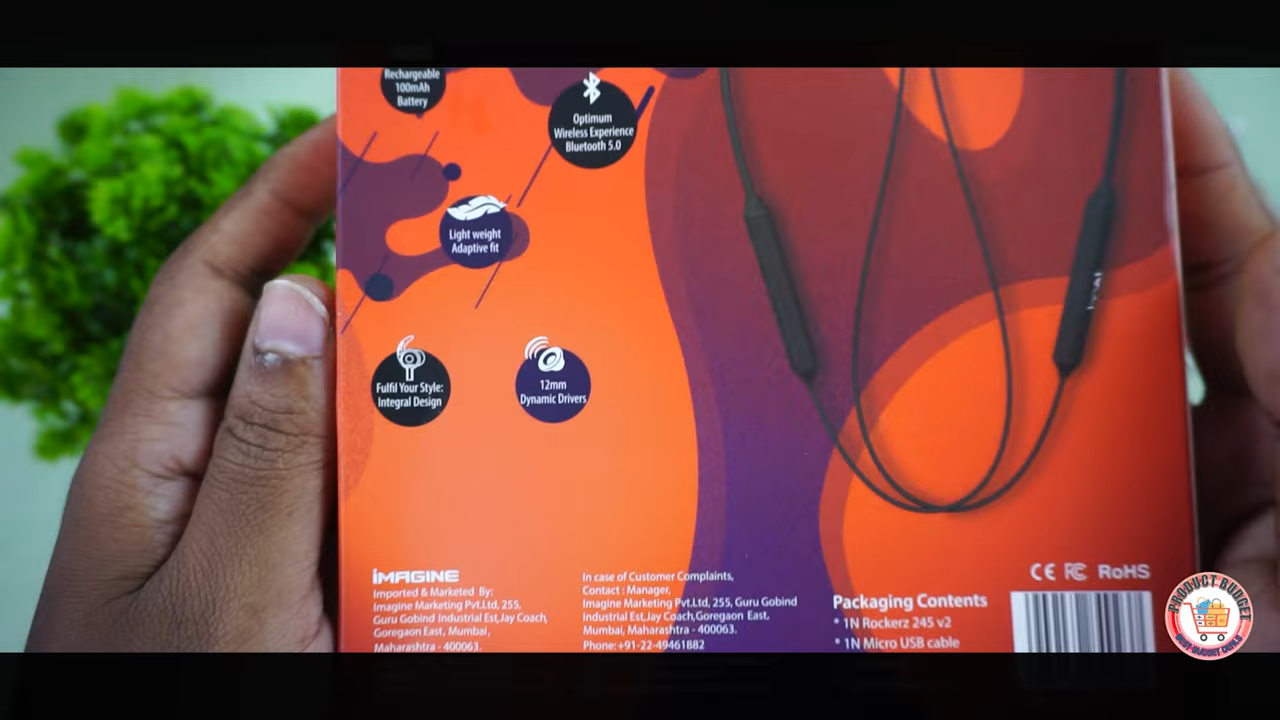 Rechargeable
100mAh
Battery
Optimum
Wireless Experience
Bluetooth 5.0
Light weight
Adaptive fit
Fulfil Your Style:
Integral Design
12mm
Dynamic Drivers
iMAGINE
Imported & Marketed By:
Imagine Marketing Pvt.Ltd, 255,
Guru Gobind Industrial Est,Jay Coach,
Goregaon East, Mumbai,
Maharashtra - 400063.
In case of Customer Complaints,
Contact : Manager,
Imagine Marketing Pvt.Ltd, 255, Guru Gobind
Industrial Est,Jay Coach,Goregaon East,
Mumbai, Maharashtra - 400063.
Phone:+91-22-49461882
Packaging Contents
* 1N Rockerz 245 v2
* 1N Micro USB cable
CE FC RoHS
PRODUCT BUDGET
BEST BUDGET DEALS